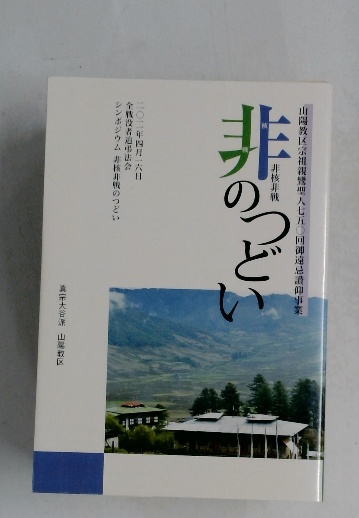 山陽教区宗祖親鸞聖人七五〇回御遠忌讃仰事業
非核非戦
非のつどい
核
戦
二〇一一年四月二六日
全戦没者追弔法会
シンポジウム 非核非戦のつどい
真宗大谷派 山陽教区